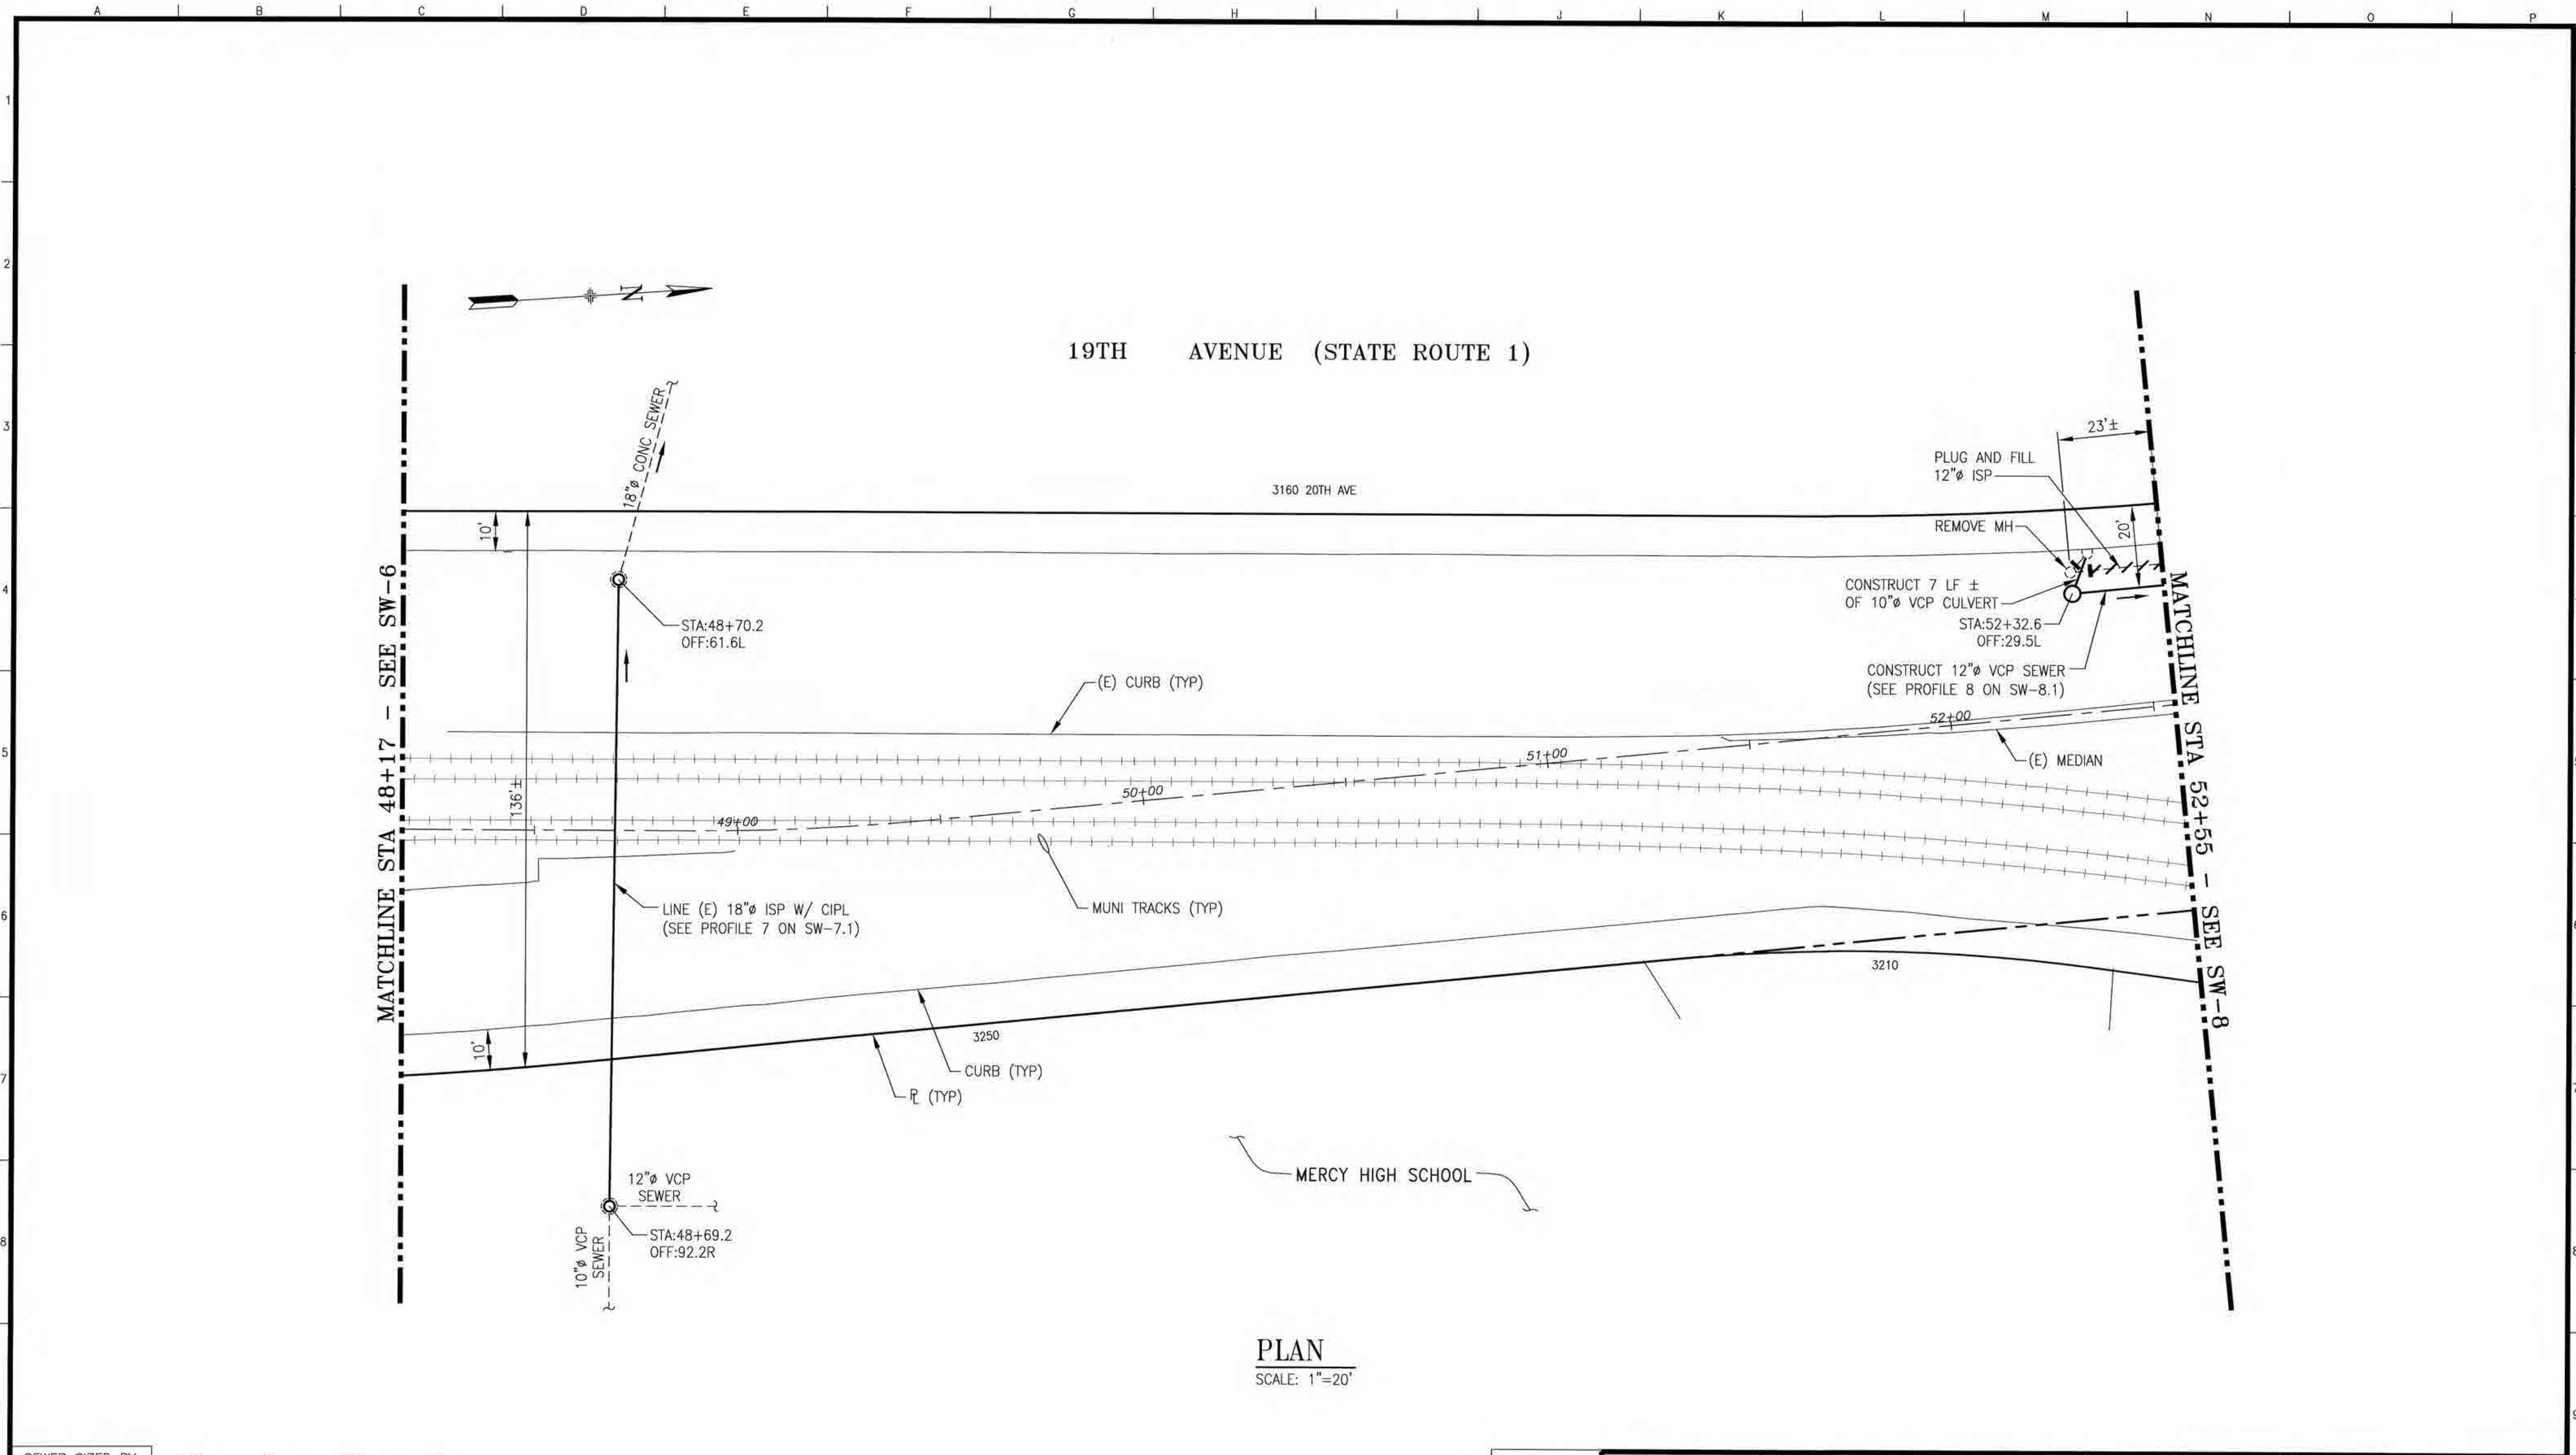 A B C D E F G H I J K L M N O P
1
2
3
4
5
6
7
8
N
19TH AVENUE (STATE ROUTE 1)
18"ø CONC SEWER
3160 20TH AVE
10'
136'±
STA:48+70.2
OFF:61.6L
23'±
PLUG AND FILL
12"ø ISP
REMOVE MH
20'
CONSTRUCT 7 LF ±
OF 10"ø VCP CULVERT
STA:52+32.6
OFF:29.5L
CONSTRUCT 12"ø VCP SEWER
(SEE PROFILE 8 ON SW-8.1)
MATCHLINE STA 48+17 - SEE SW-6
MATCHLINE STA 52+55 - SEE SW-8
(E) CURB (TYP)
49+00
50+00
51+00
52+00
(E) MEDIAN
LINE (E) 18"ø ISP W/ CIPL
(SEE PROFILE 7 ON SW-7.1)
MUNI TRACKS (TYP)
3210
10'
3250
CURB (TYP)
PL (TYP)
MERCY HIGH SCHOOL
12"ø VCP
SEWER
STA:48+69.2
OFF:92.2R
10"ø VCP
SEWER
PLAN
SCALE: 1"=20'